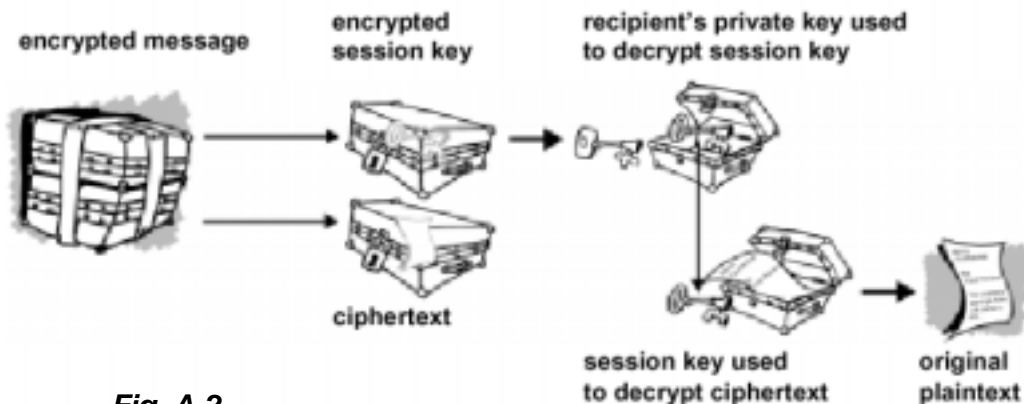 encrypted message
encrypted
session key
recipient's private key used
to decrypt session key
ciphertext
session key used
to decrypt ciphertext
original
plaintext
Fig. A-2